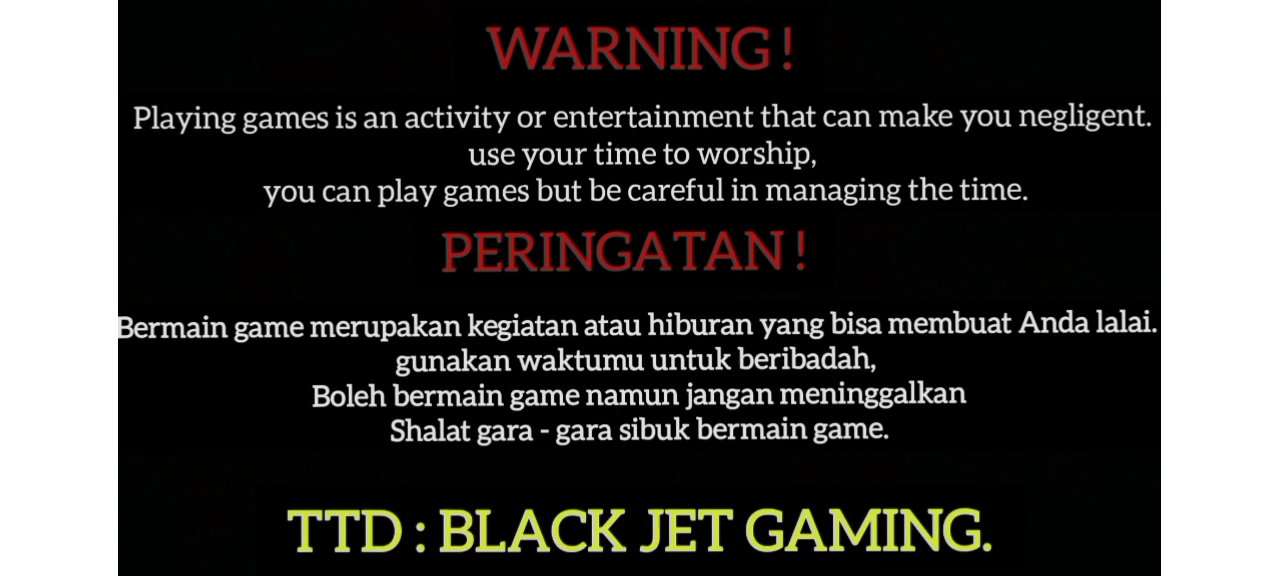 WARNING !
Playing games is an activity or entertainment that can make you negligent.
use your time to worship,
you can play games but be careful in managing the time.
PERINGATAN !
Bermain game merupakan kegiatan atau hiburan yang bisa membuat Anda lalai.
gunakan waktumu untuk beribadah,
Boleh bermain game namun jangan meninggalkan
Shalat gara - gara sibuk bermain game.
TTD : BLACK JET GAMING.